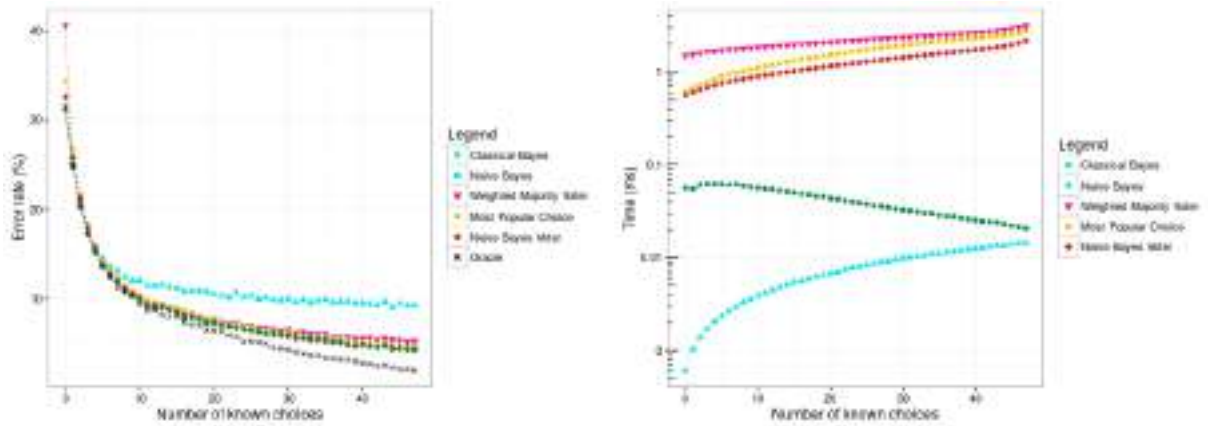 40
30
20
10
Error rate (%)
0
10
20
30
40
Number of known choices
Legend
Classical Bayes
Naive Bayes
Weighted Majority Voter
Most Popular Choice
Naive Bayes Voter
Oracle
0.1
0.01
0
Time (ms)
0
10
20
30
40
Number of known choices
Legend
Classical Bayes
Naive Bayes
Weighted Majority Voter
Most Popular Choice
Naive Bayes Voter